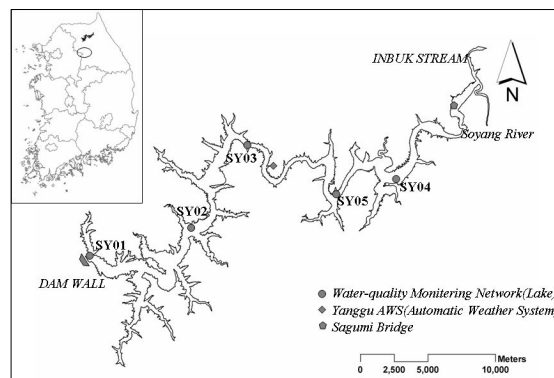 INBUK STREAM
N
Soyang River
SY03
SY04
SY05
SY02
SY01
DAM WALL
Water-quality Monitering Network(Lake)
Yanggu AWS(Automatic Weather System)
Sagumi Bridge
Meters
0 2,500 5,000 10,000